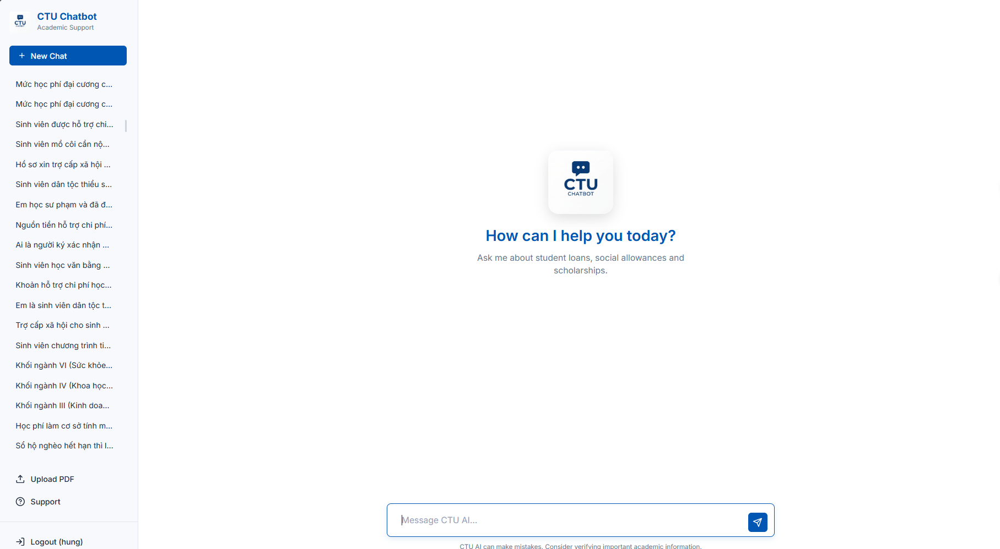 CTU
CHATBOT
CTU Chatbot
Academic Support
+ New Chat
Mức học phí đại cương c...
Mức học phí đại cương c...
Sinh viên được hỗ trợ chi...
Sinh viên mồ côi cần nộ...
Hồ sơ xin trợ cấp xã hội ...
Sinh viên dân tộc thiểu s...
Em học sư phạm và đã đ...
Nguồn tiền hỗ trợ chi phí...
Ai là người ký xác nhận ...
Sinh viên học văn bằng ...
Khoản hỗ trợ chi phí học...
Em là sinh viên dân tộc t...
Trợ cấp xã hội cho sinh ...
Sinh viên chương trình ti...
Khối ngành VI (Sức khỏe...
Khối ngành IV (Khoa học...
Khối ngành III (Kinh doa...
Học phí làm cơ sở tính m...
Sổ hộ nghèo hết hạn thì l...
Upload PDF
Support
Logout (hung)
CTU
CHATBOT
How can I help you today?
Ask me about student loans, social allowances and
scholarships.
Message CTU AI...
CTU AI can make mistakes. Consider verifying important academic information.